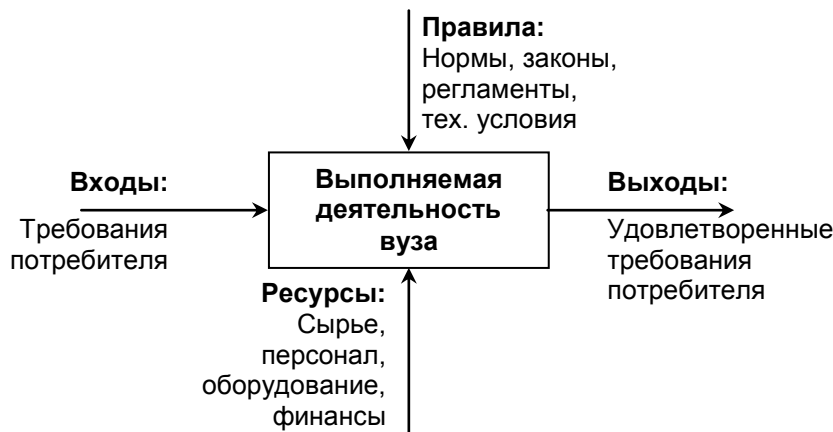 Правила:
Нормы, законы,
регламенты,
тех. условия
Входы:
Требования
потребителя
Выполняемая
деятельность
вуза
Выходы:
Удовлетворенные
требования
потребителя
Ресурсы:
Сырье,
персонал,
оборудование,
финансы